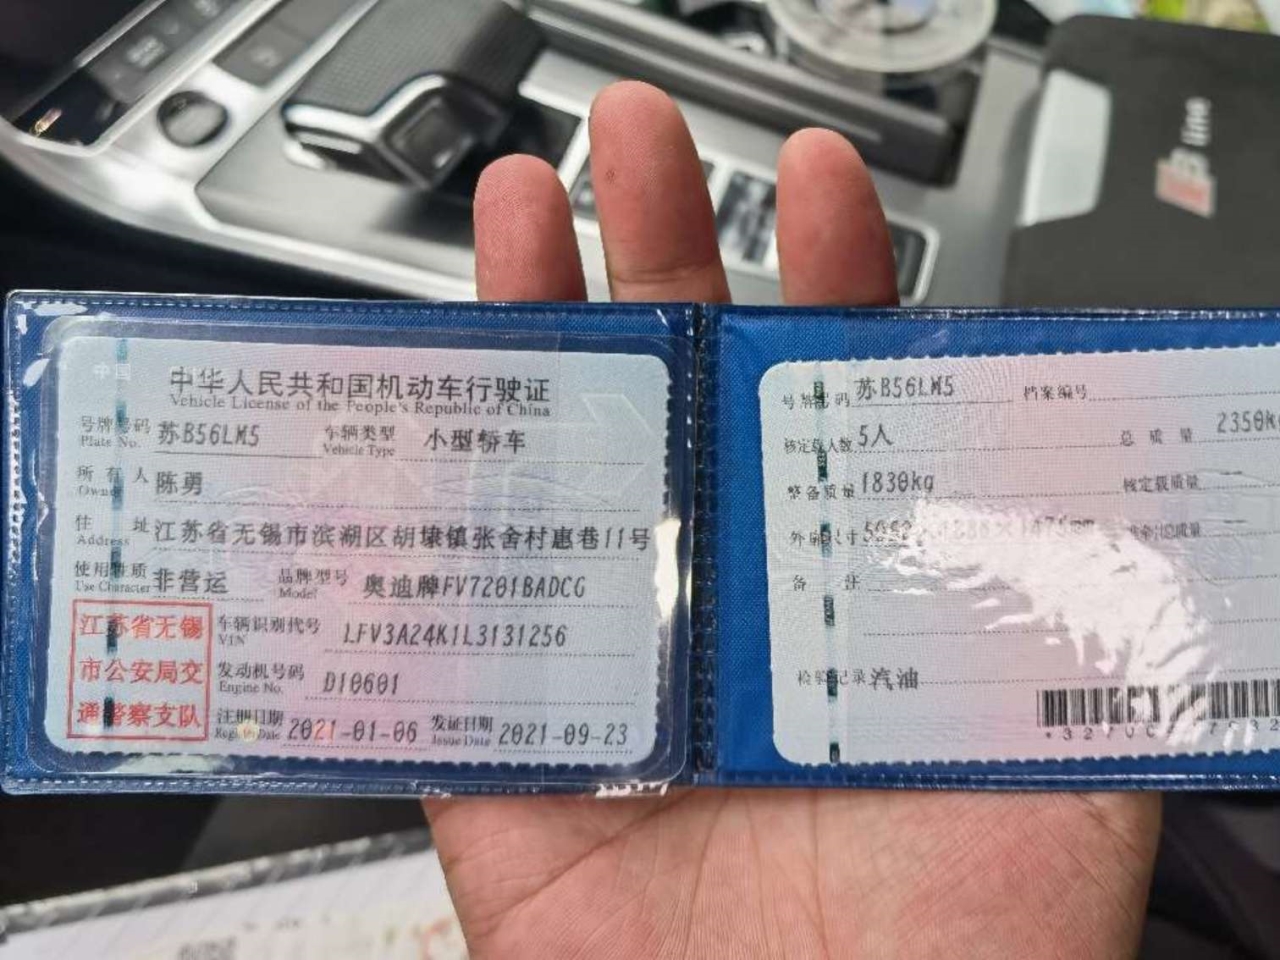 中华人民共和国机动车行驶证
Vehicle License of the People's Republic of China
号牌号码 苏B56LM5 车辆类型 小型轿车
Plate No. Vehicle Type
所有人 陈勇
Owner
住址 江苏省无锡市滨湖区胡埭镇张舍村惠巷11号
Address
使用性质 非营运 品牌型号 奥迪牌FV7201BADCG
Use Character Model
江苏省无锡
市公安局交
通警察支队
车辆识别代号 LFV3A24K1L3131256
VIN
发动机号码 D10601
Engine No.
注册日期 2021-01-06 发证日期 2021-09-23
Register Date Issue Date
号牌号码 苏B56LM5 档案编号
核定载人数 5人 总质量 2350kg
整备质量 1830kg 核定载质量
外廓尺寸
备注
检验记录 汽油
line